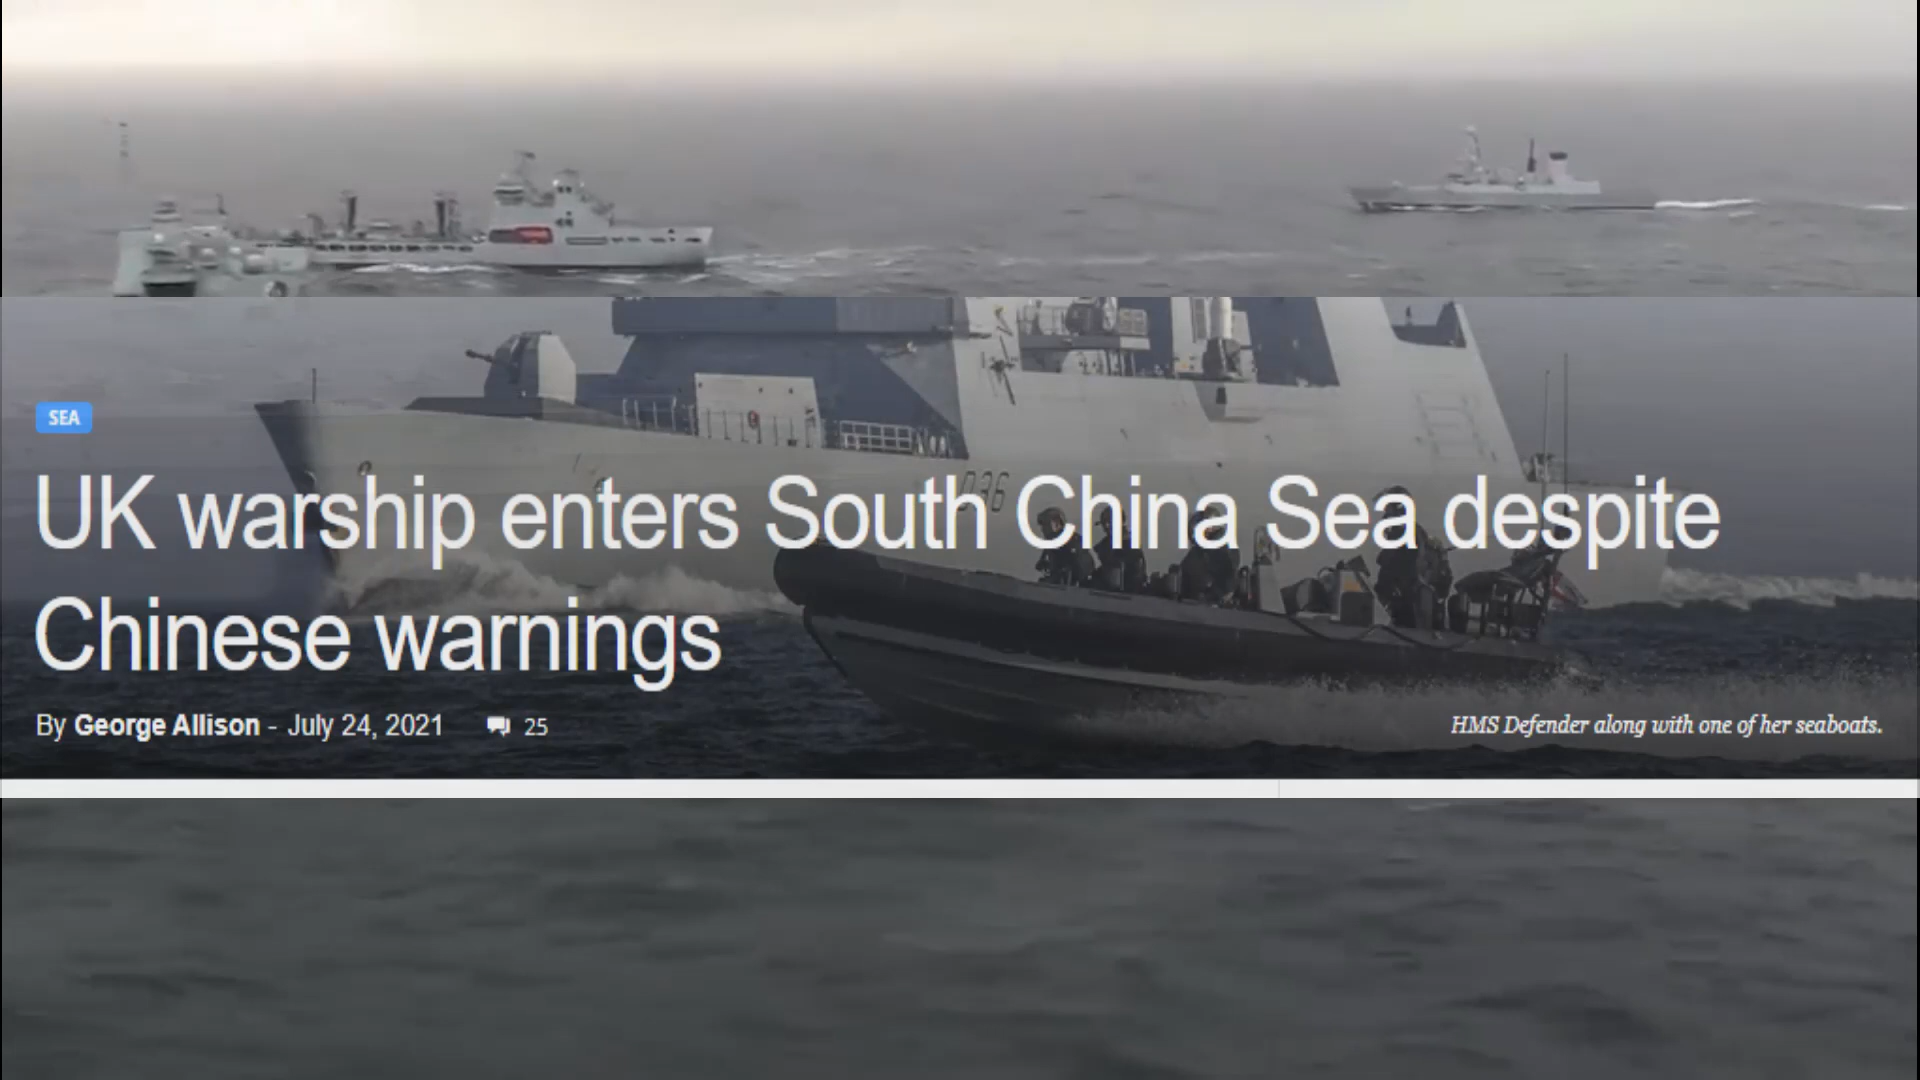 SEA
UK warship enters South China Sea despite
Chinese warnings
By George Allison - July 24, 2021 25
HMS Defender along with one of her seaboats.
D36